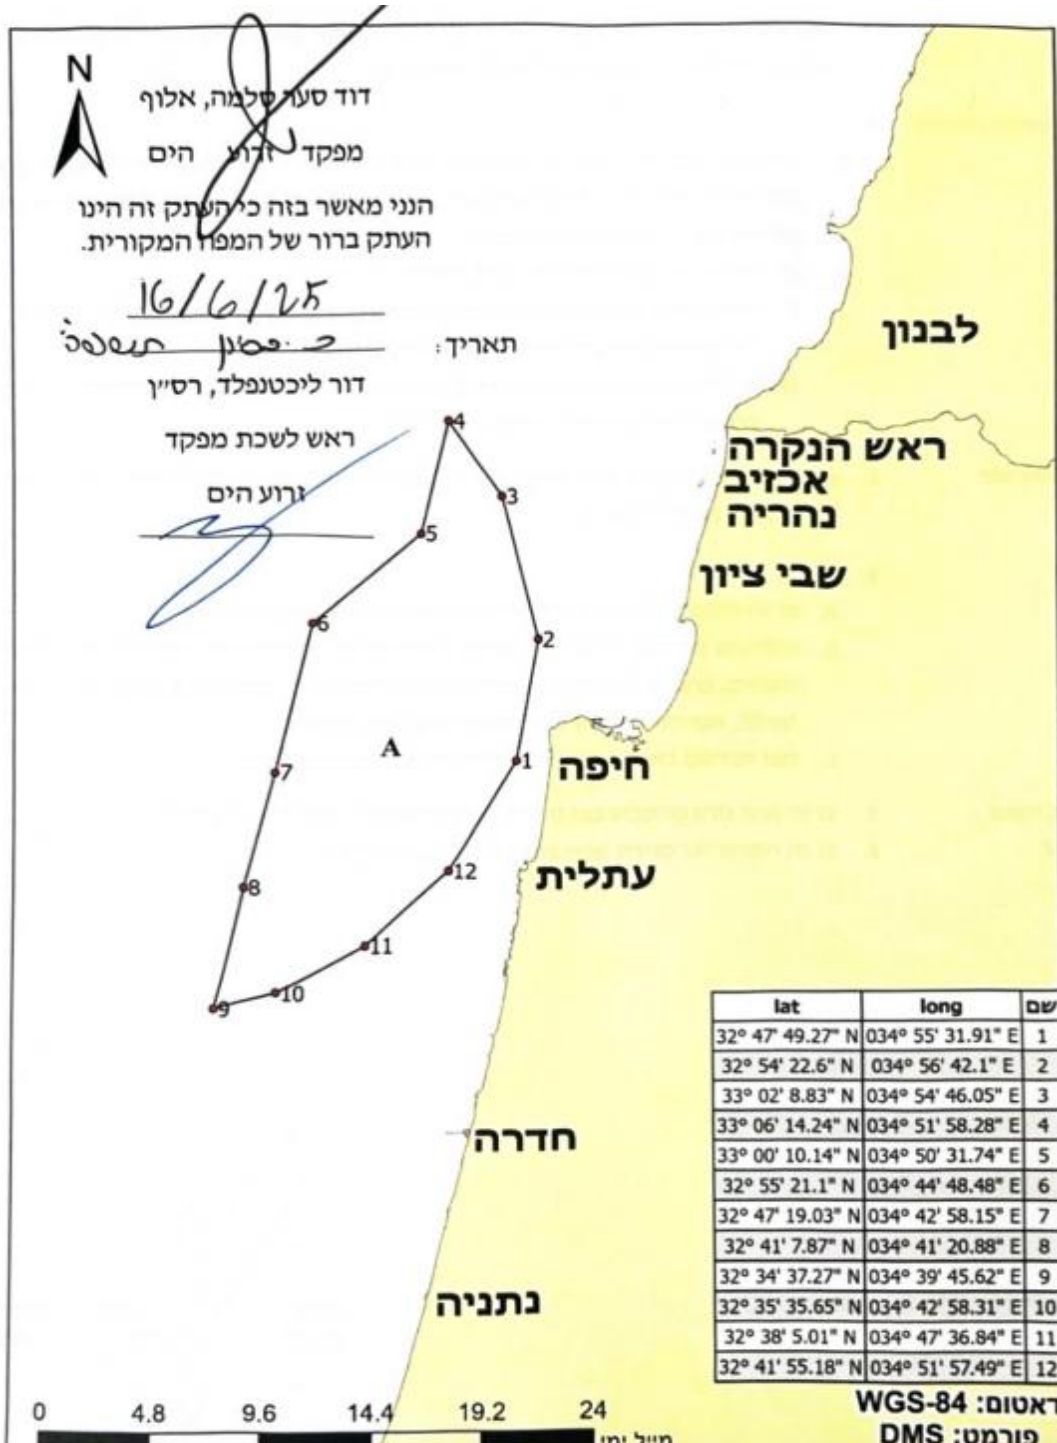 N
דוד סער סלמה, אלוף
מפקד זרוע הים
הנני מאשר בזה כי העתק זה הינו
העתק ברור של המפה המקורית.
16/6/25
תאריך:
דור ליכטנפלד, רס״ן
ראש לשכת מפקד
זרוע הים
לבנון
ראש הנקרה
אכזיב
נהריה
שבי ציון
חיפה
עתלית
חדרה
נתניה
4
3
5
6
2
A
7
1
12
8
11
10
9
lat long שם
32° 47' 49.27" N 034° 55' 31.91" E 1
32° 54' 22.6" N 034° 56' 42.1" E 2
33° 02' 8.83" N 034° 54' 46.05" E 3
33° 06' 14.24" N 034° 51' 58.28" E 4
33° 00' 10.14" N 034° 50' 31.74" E 5
32° 55' 21.1" N 034° 44' 48.48" E 6
32° 47' 19.03" N 034° 42' 58.15" E 7
32° 41' 7.87" N 034° 41' 20.88" E 8
32° 34' 37.27" N 034° 39' 45.62" E 9
32° 35' 35.65" N 034° 42' 58.31" E 10
32° 38' 5.01" N 034° 47' 36.84" E 11
32° 41' 55.18" N 034° 51' 57.49" E 12
דאטום: WGS-84
פורמט: DMS
0 4.8 9.6 14.4 19.2 24
מייל ימי